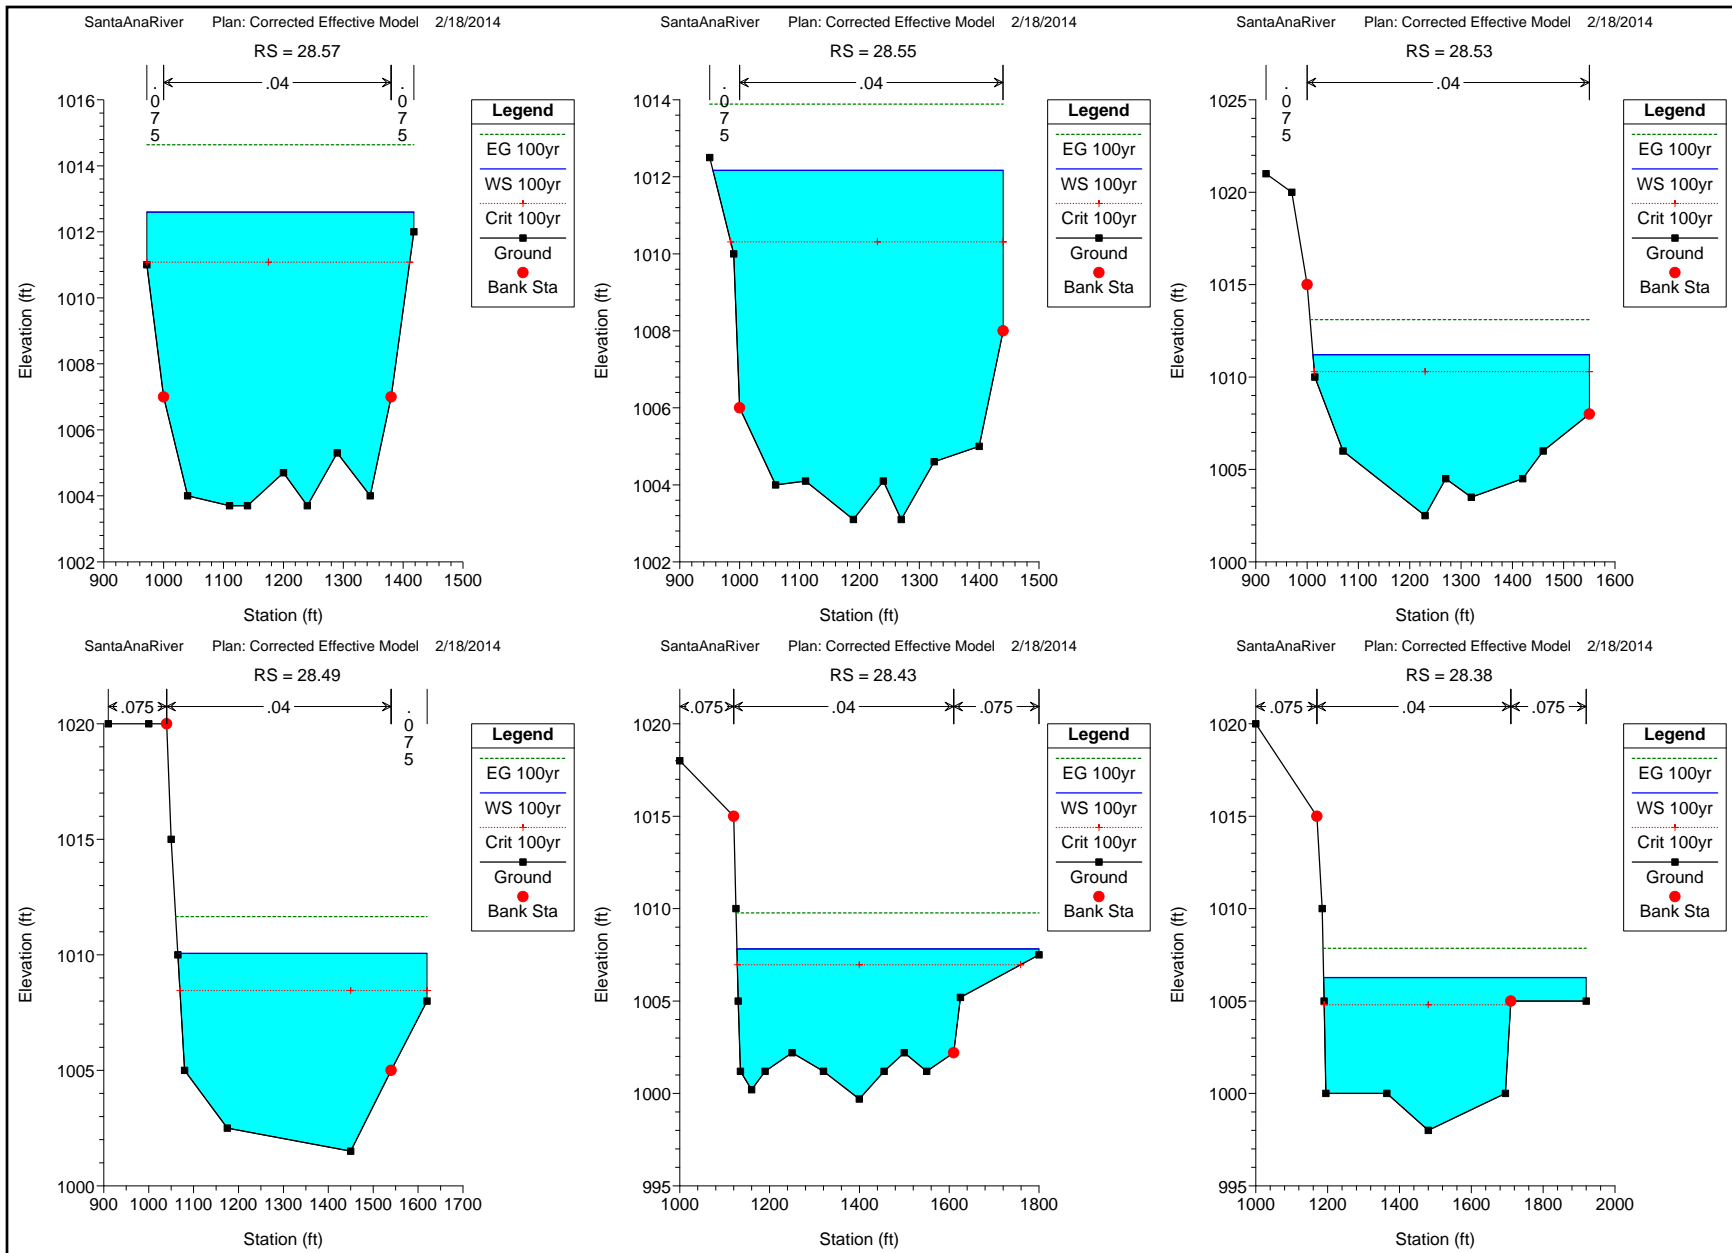 SantaAnaRiver Plan: Corrected Effective Model 2/18/2014
RS = 28.57
.075
.04
.075
Elevation (ft)
1016
1014
1012
1010
1008
1006
1004
1002
900 1000 1100 1200 1300 1400 1500
Station (ft)
Legend
EG 100yr
WS 100yr
Crit 100yr
Ground
Bank Sta
SantaAnaRiver Plan: Corrected Effective Model 2/18/2014
RS = 28.55
.075
.04
Elevation (ft)
1014
1012
1010
1008
1006
1004
1002
900 1000 1100 1200 1300 1400 1500
Station (ft)
Legend
EG 100yr
WS 100yr
Crit 100yr
Ground
Bank Sta
SantaAnaRiver Plan: Corrected Effective Model 2/18/2014
RS = 28.53
.075
.04
Elevation (ft)
1025
1020
1015
1010
1005
1000
900 1000 1100 1200 1300 1400 1500 1600
Station (ft)
Legend
EG 100yr
WS 100yr
Crit 100yr
Ground
Bank Sta
SantaAnaRiver Plan: Corrected Effective Model 2/18/2014
RS = 28.49
.075
.04
.075
Elevation (ft)
1020
1015
1010
1005
1000
900 1000 1100 1200 1300 1400 1500 1600 1700
Station (ft)
Legend
EG 100yr
WS 100yr
Crit 100yr
Ground
Bank Sta
SantaAnaRiver Plan: Corrected Effective Model 2/18/2014
RS = 28.43
.075
.04
.075
Elevation (ft)
1020
1015
1010
1005
1000
995
1000 1200 1400 1600 1800
Station (ft)
Legend
EG 100yr
WS 100yr
Crit 100yr
Ground
Bank Sta
SantaAnaRiver Plan: Corrected Effective Model 2/18/2014
RS = 28.38
.075
.04
.075
Elevation (ft)
1020
1015
1010
1005
1000
995
1000 1200 1400 1600 1800 2000
Station (ft)
Legend
EG 100yr
WS 100yr
Crit 100yr
Ground
Bank Sta